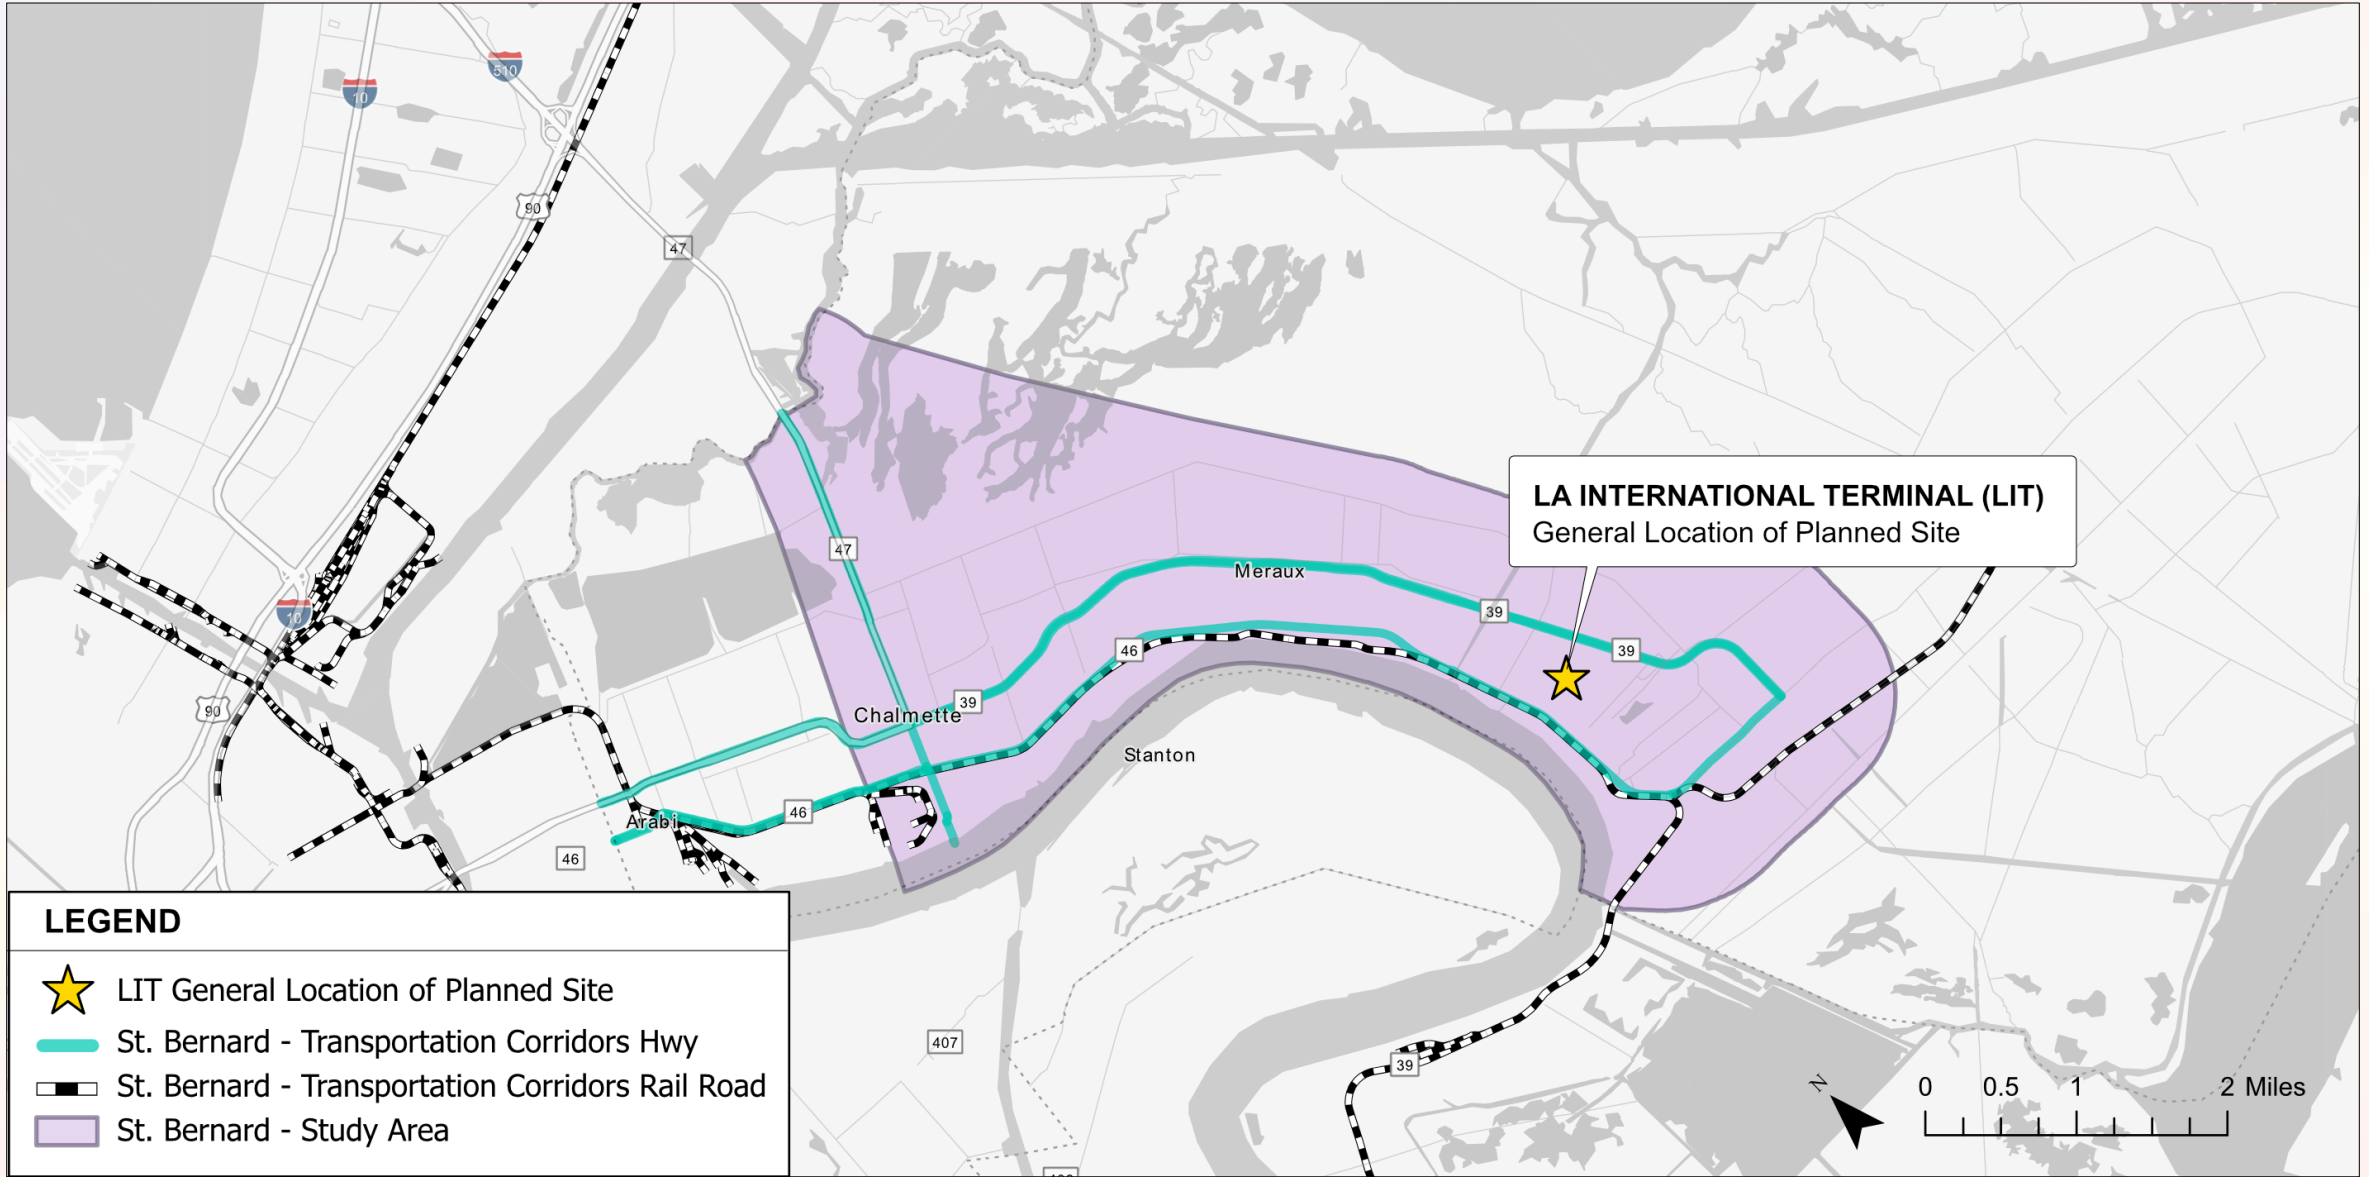 510
10
90
47
47
LA INTERNATIONAL TERMINAL (LIT)
General Location of Planned Site
Meraux
39
10
39
46
39
90
Chalmette
Stanton
46
Arabi
46
LEGEND
LIT General Location of Planned Site
St. Bernard - Transportation Corridors Hwy
St. Bernard - Transportation Corridors Rail Road
St. Bernard - Study Area
407
39
N
0 0.5 1 2 Miles